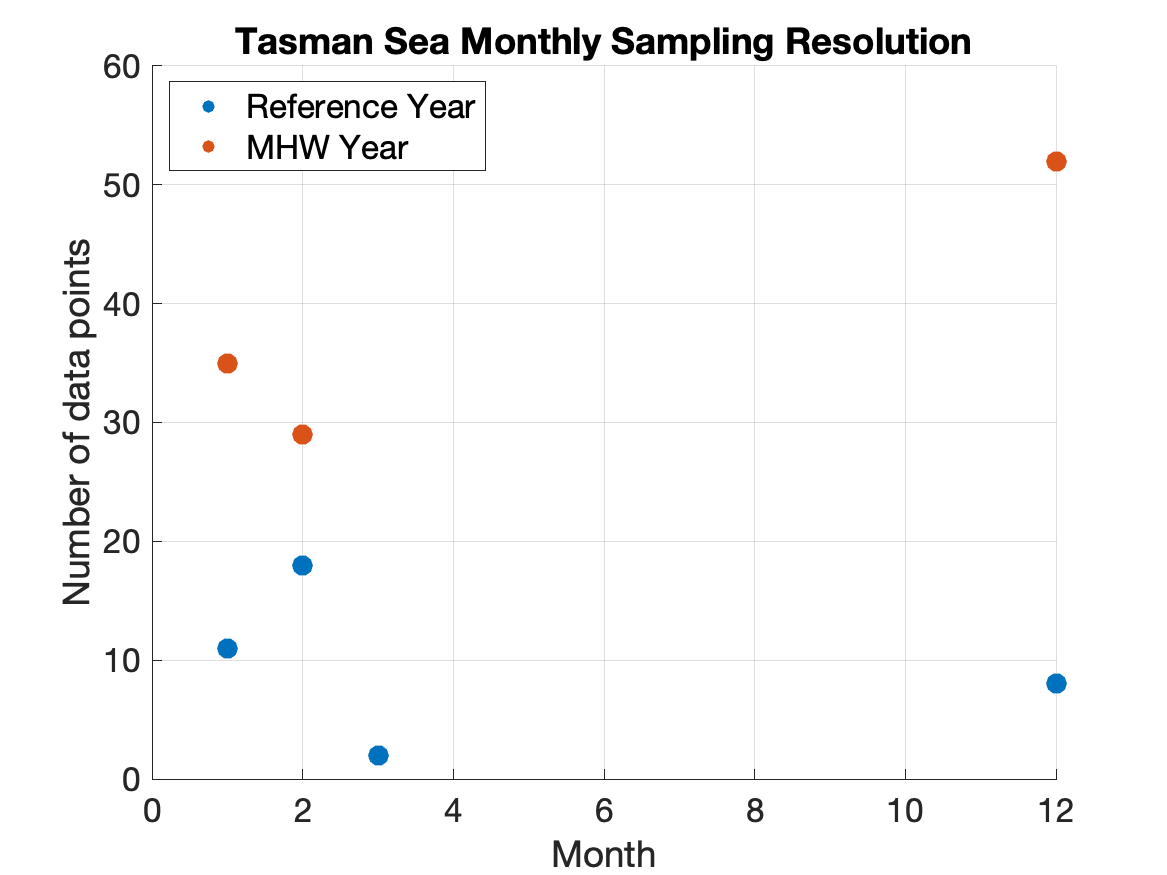 Tasman Sea Monthly Sampling Resolution
60
50
40
30
20
10
0
Number of data points
Reference Year
MHW Year
0 2 4 6 8 10 12
Month